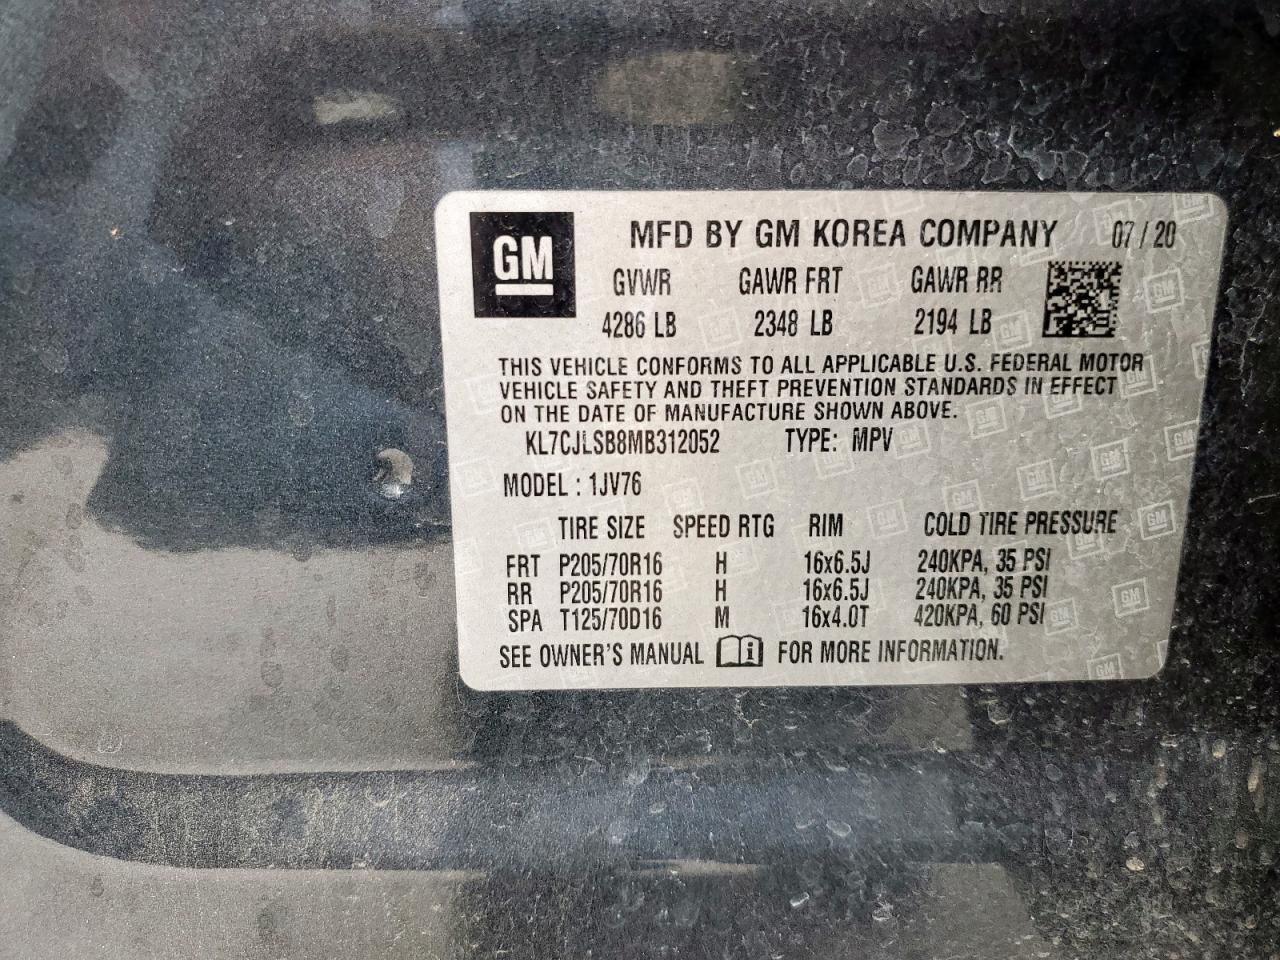 GM MFD BY GM KOREA COMPANY 07 / 20
GVWR GAWR FRT GAWR RR
4286 LB 2348 LB 2194 LB
THIS VEHICLE CONFORMS TO ALL APPLICABLE U.S. FEDERAL MOTOR
VEHICLE SAFETY AND THEFT PREVENTION STANDARDS IN EFFECT
ON THE DATE OF MANUFACTURE SHOWN ABOVE.
KL7CJLSB8MB312052 TYPE: MPV
MODEL : 1JV76
TIRE SIZE SPEED RTG RIM COLD TIRE PRESSURE
FRT P205/70R16 H 16x6.5J 240KPA, 35 PSI
RR P205/70R16 H 16x6.5J 240KPA, 35 PSI
SPA T125/70D16 M 16x4.0T 420KPA, 60 PSI
SEE OWNER'S MANUAL i FOR MORE INFORMATION.